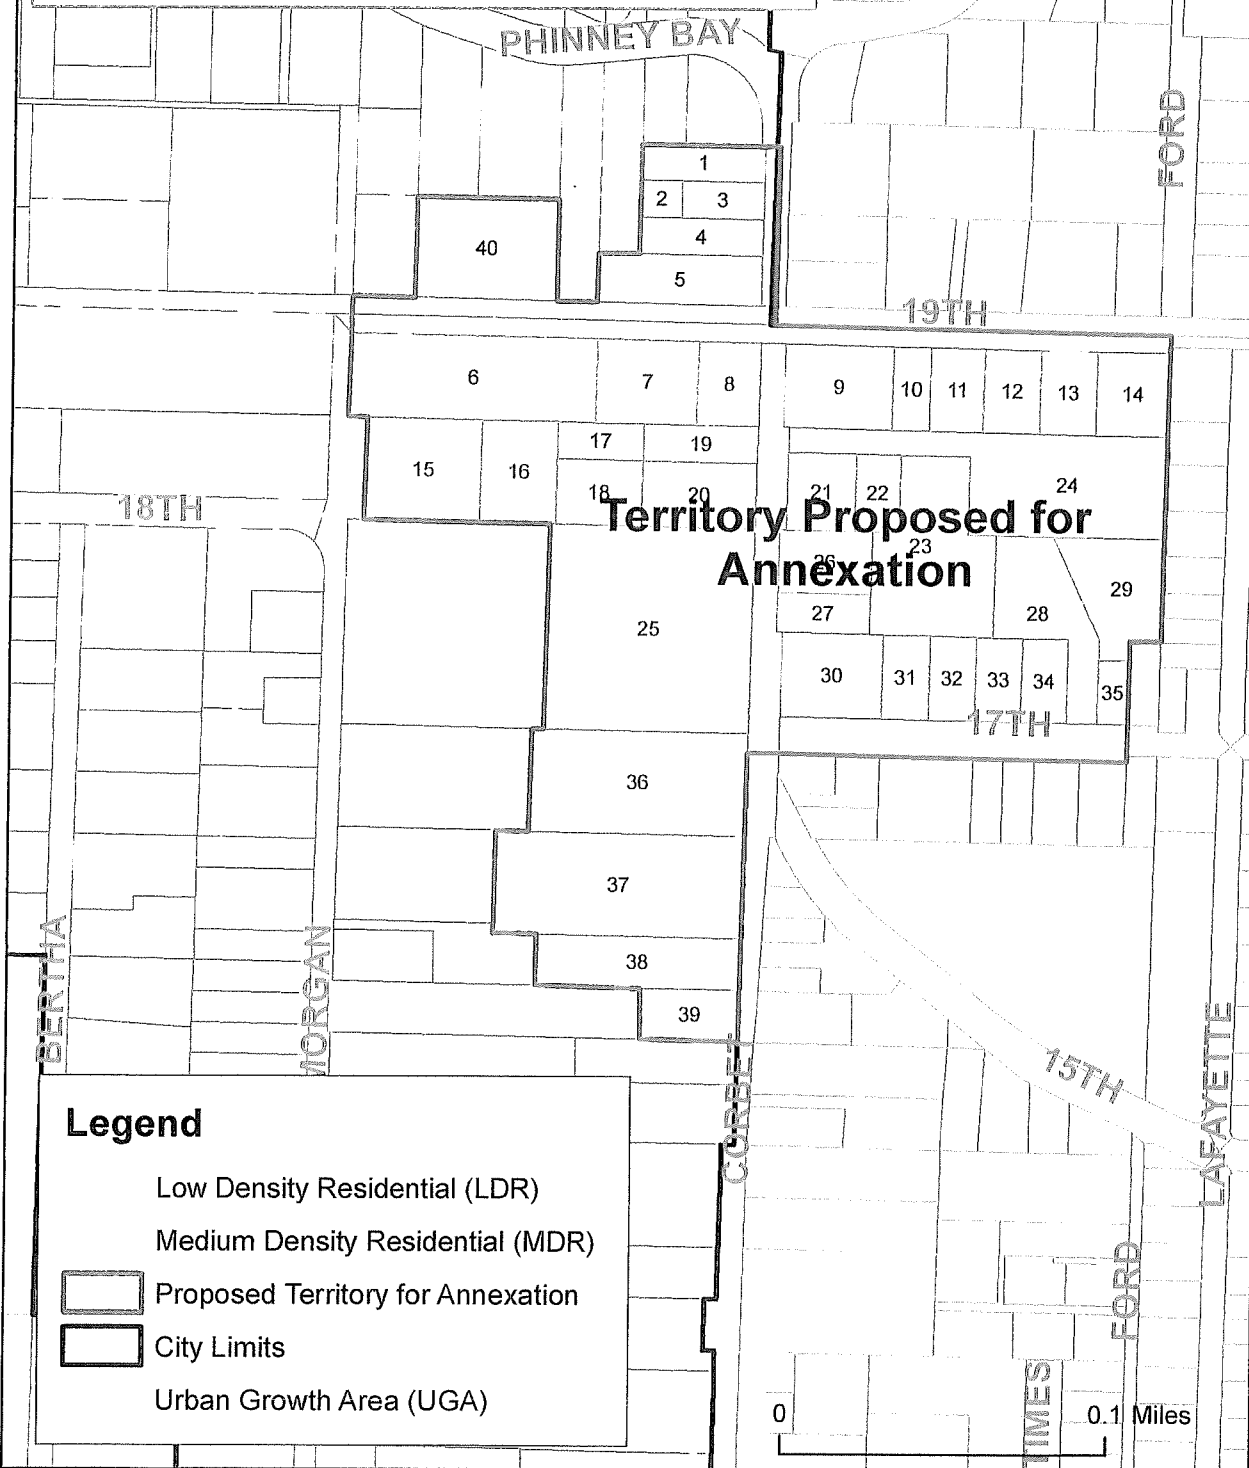 PHINNEY BAY
FORD
1
2 3
4
40
5
19TH
6 7 8 9 10 11 12 13 14
17 19
15 16
18 20 21 22 24
18TH
Territory Proposed for
Annexation
23
26
29
27 28
25
30 31 32 33 34 35
17TH
36
37
38
39
BERTHA
MORGAN
CORBET
15TH
LAFAYETTE
FORD
TIMES
Legend
Low Density Residential (LDR)
Medium Density Residential (MDR)
Proposed Territory for Annexation
City Limits
Urban Growth Area (UGA)
0 0.1 Miles